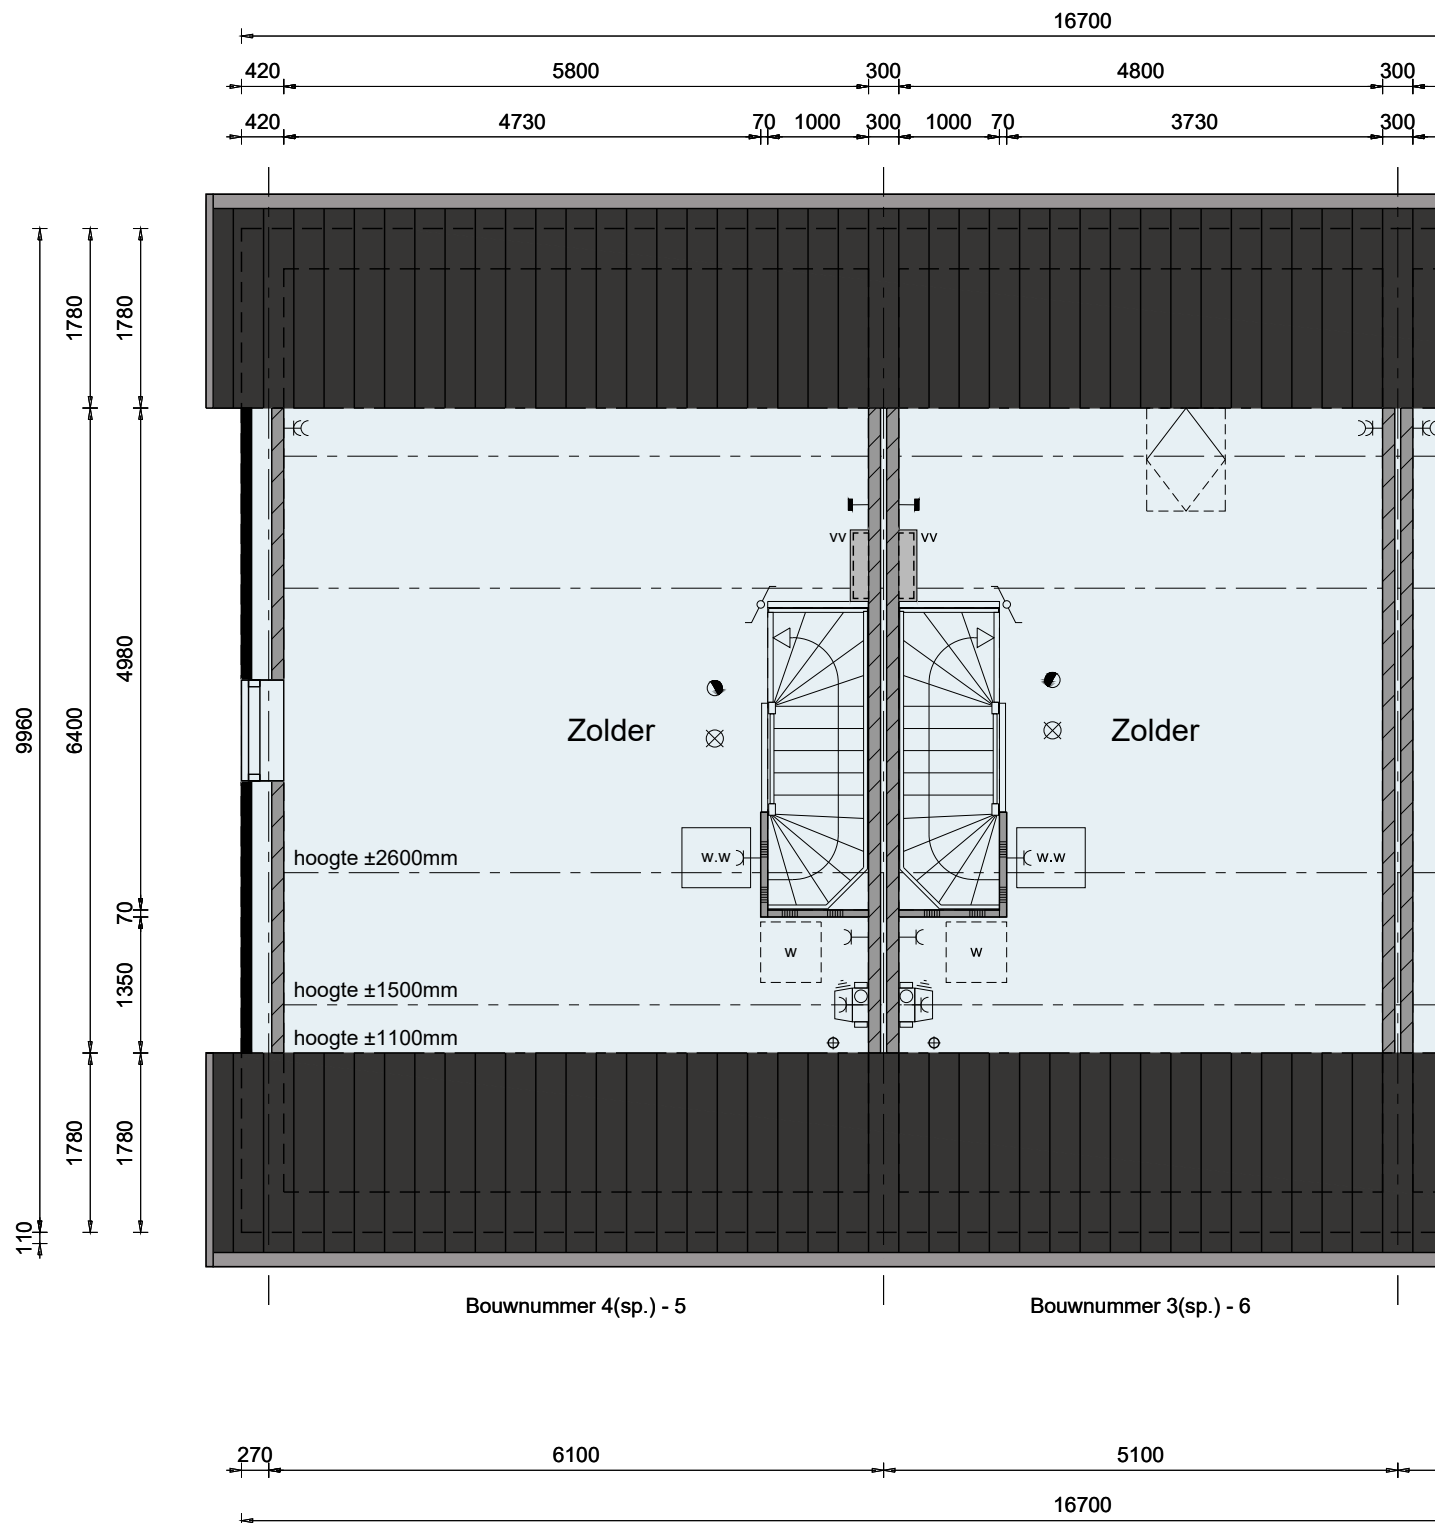 16700
420 5800 300 4800 300
420 4730 70 1000 300 1000 70 3730 300
1780 1780
vv vv
4980
9960 6400
Zolder Zolder
hoogte ±2600mm
w.w w.w
70
w w
1350
hoogte ±1500mm
hoogte ±1100mm
1780 1780
110
Bouwnummer 4(sp.) - 5 Bouwnummer 3(sp.) - 6
270 6100 5100
16700